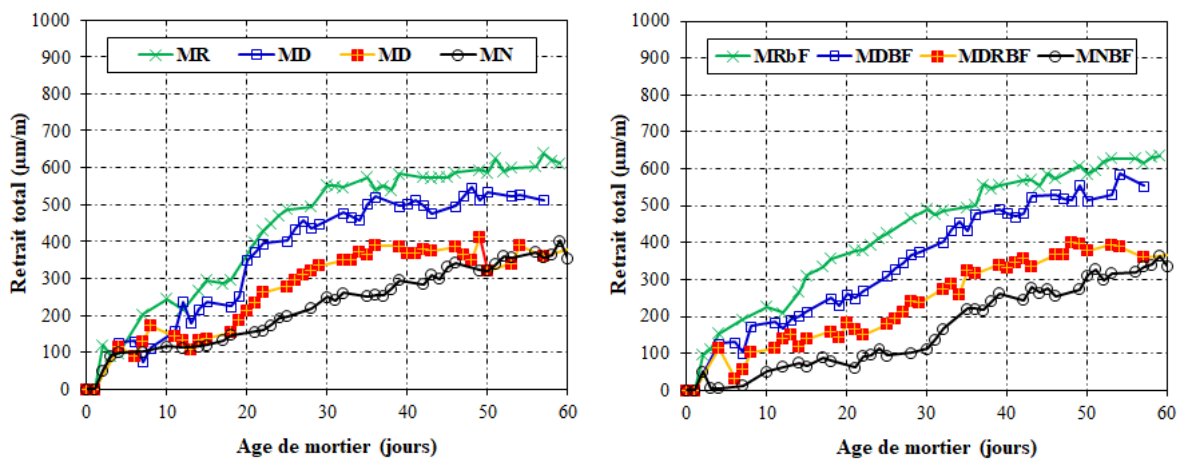 1000
900
800
700
600
500
400
300
200
100
0
Retrait total (µm/m)
MR MD MD MN
0 10 20 30 40 50 60
Age de mortier (jours)
1000
900
800
700
600
500
400
300
200
100
0
Retrait total (µm/m)
MRbF MDBF MDRBF MNBF
0 10 20 30 40 50 60
Age de mortier (jours)